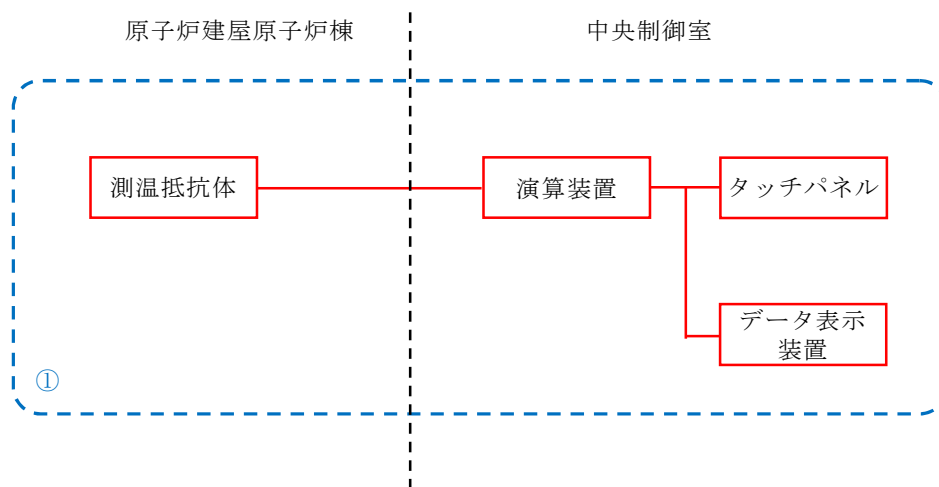 原子炉建屋原子炉棟
中央制御室
測温抵抗体
演算装置
タッチパネル
データ表示
装置
①